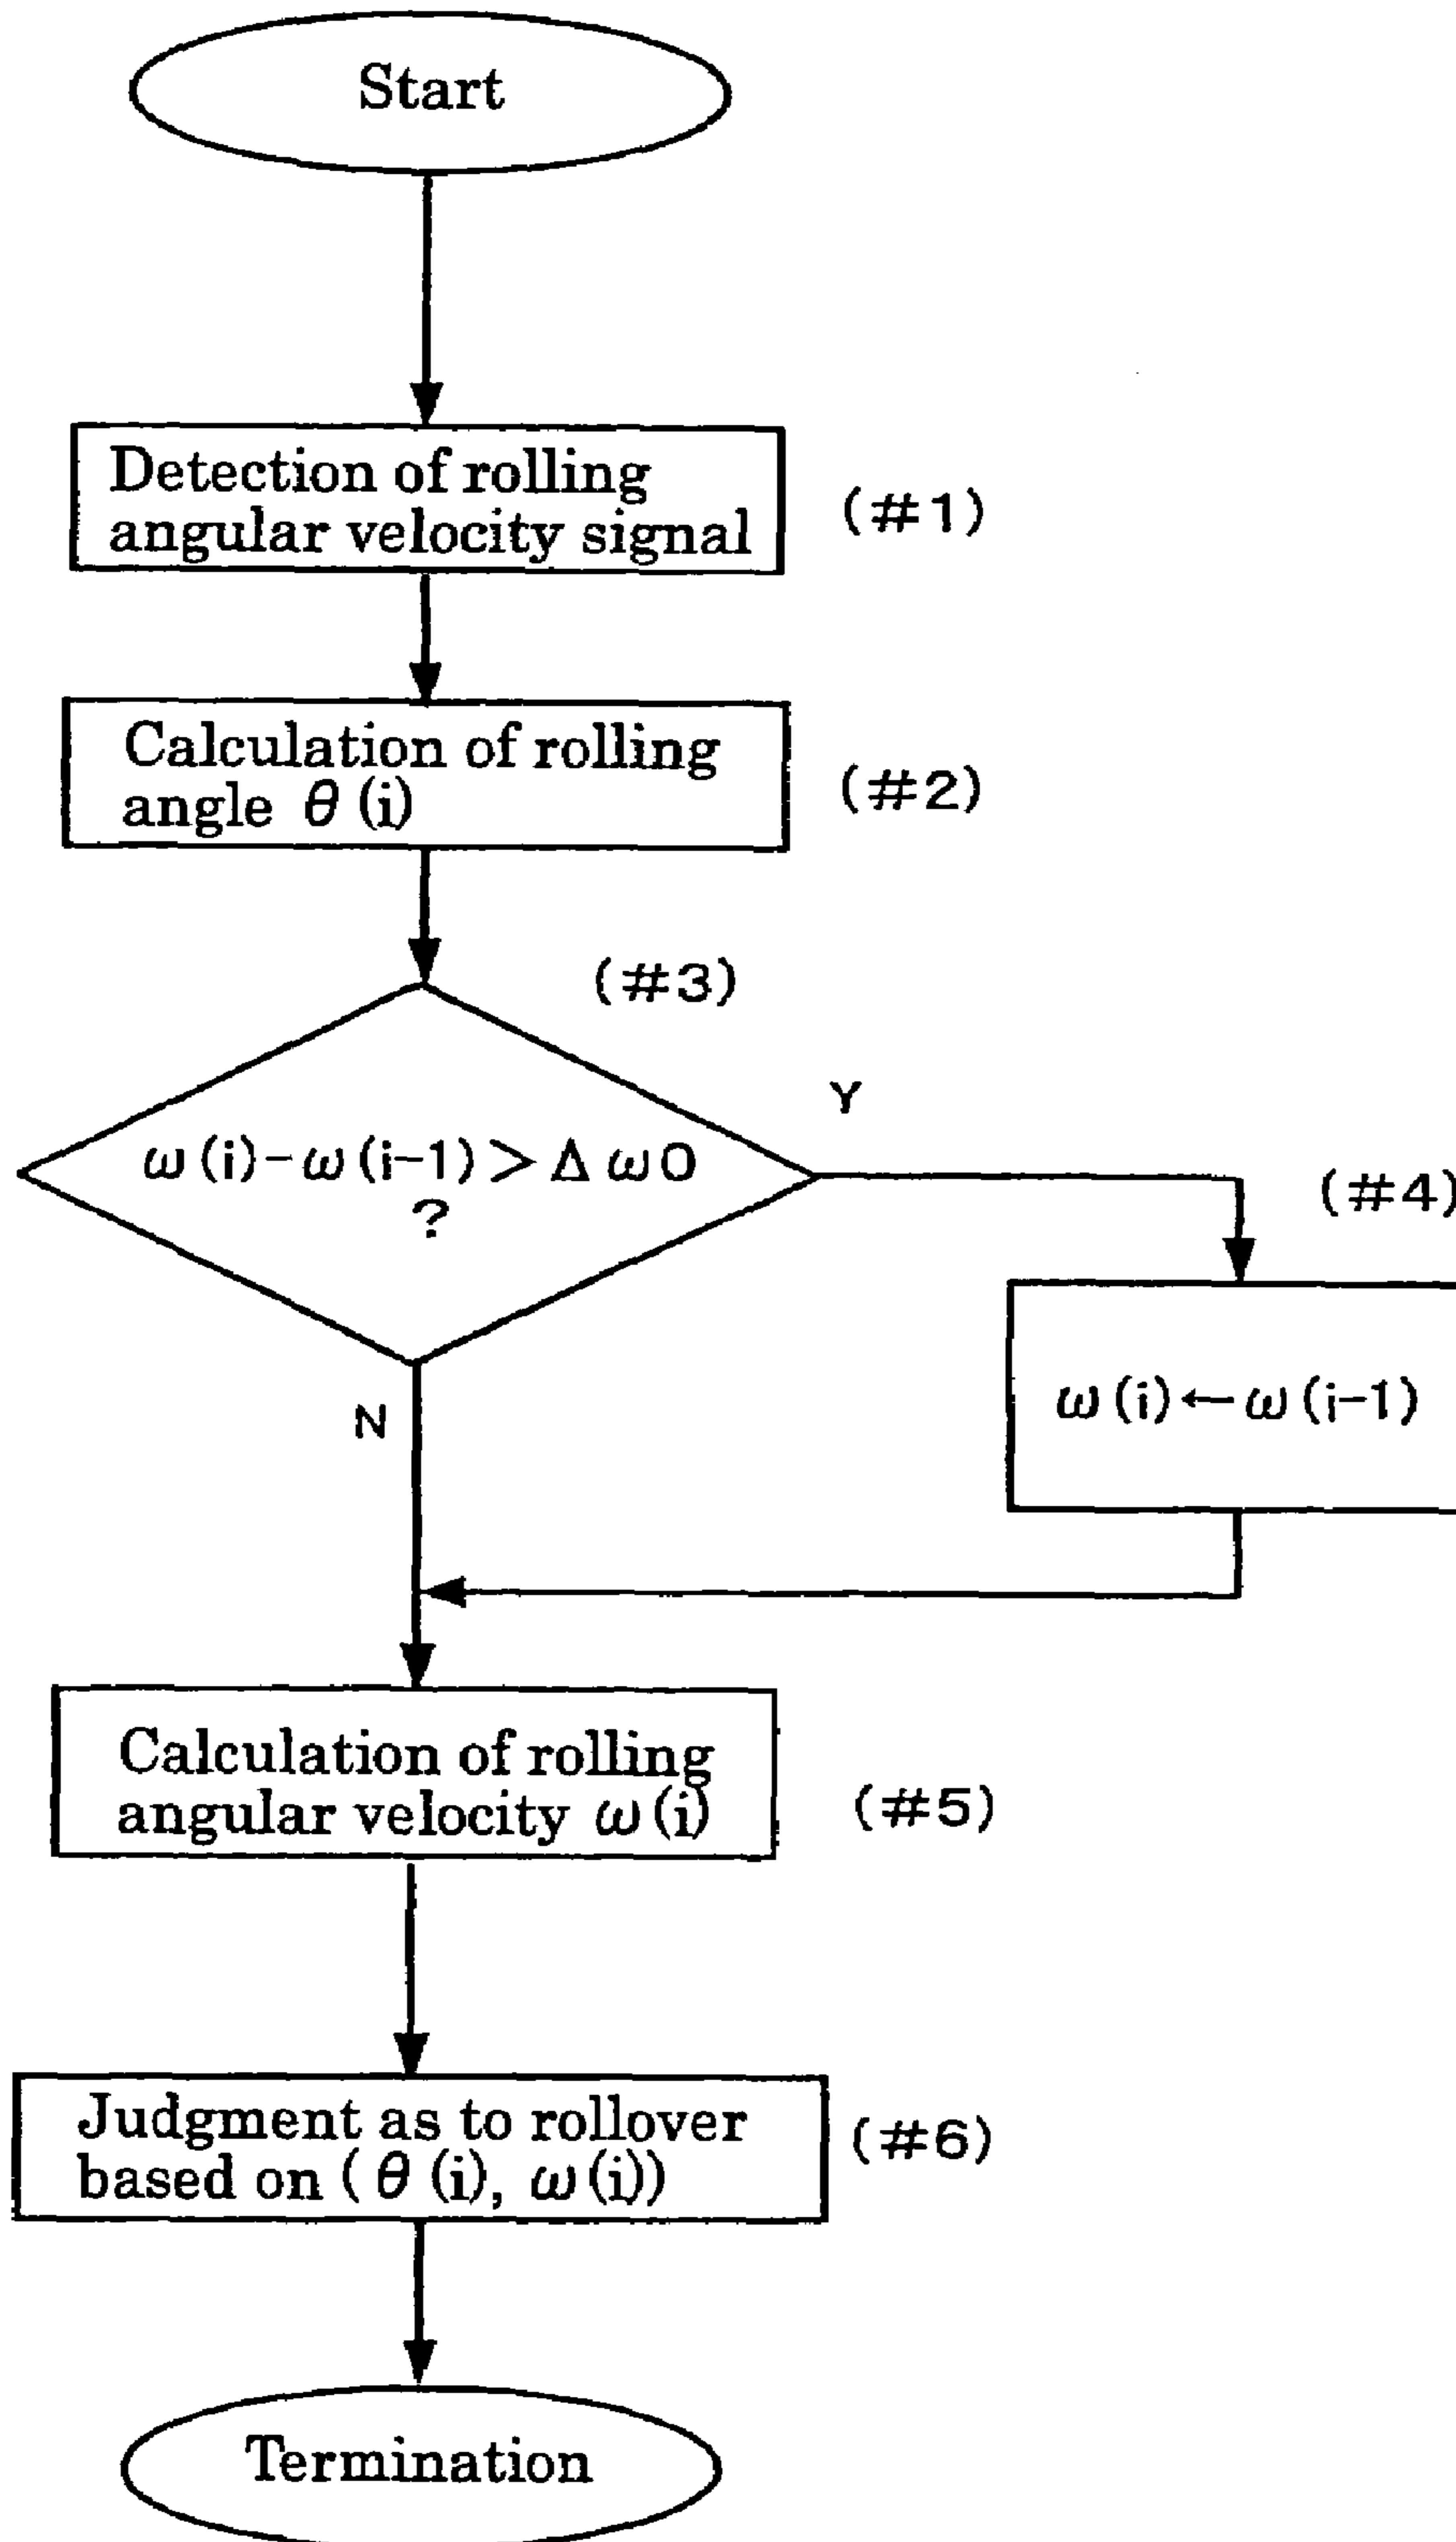 Start
Detection of rolling
angular velocity signal
(#1)
Calculation of rolling
angle θ(i)
(#2)
(#3)
ω(i)-ω(i-1)>Δω0
?
Y
(#4)
N
ω(i)←ω(i-1)
Calculation of rolling
angular velocity ω(i)
(#5)
Judgment as to rollover
based on (θ(i), ω(i))
(#6)
Termination